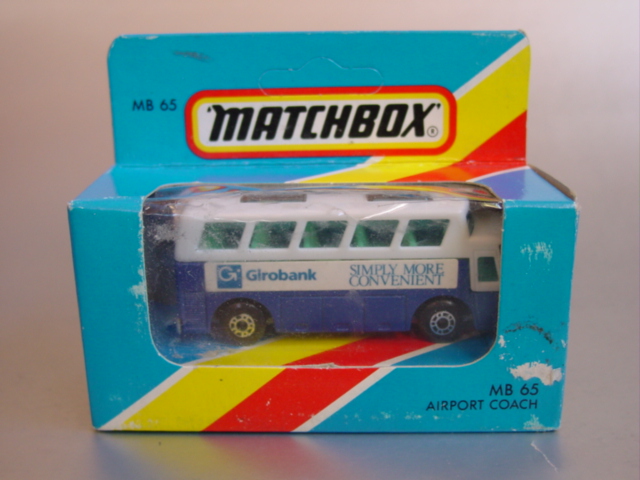 MB 65
"MATCHBOX"®
G Girobank
SIMPLY MORE
CONVENIENT
MB 65
AIRPORT COACH